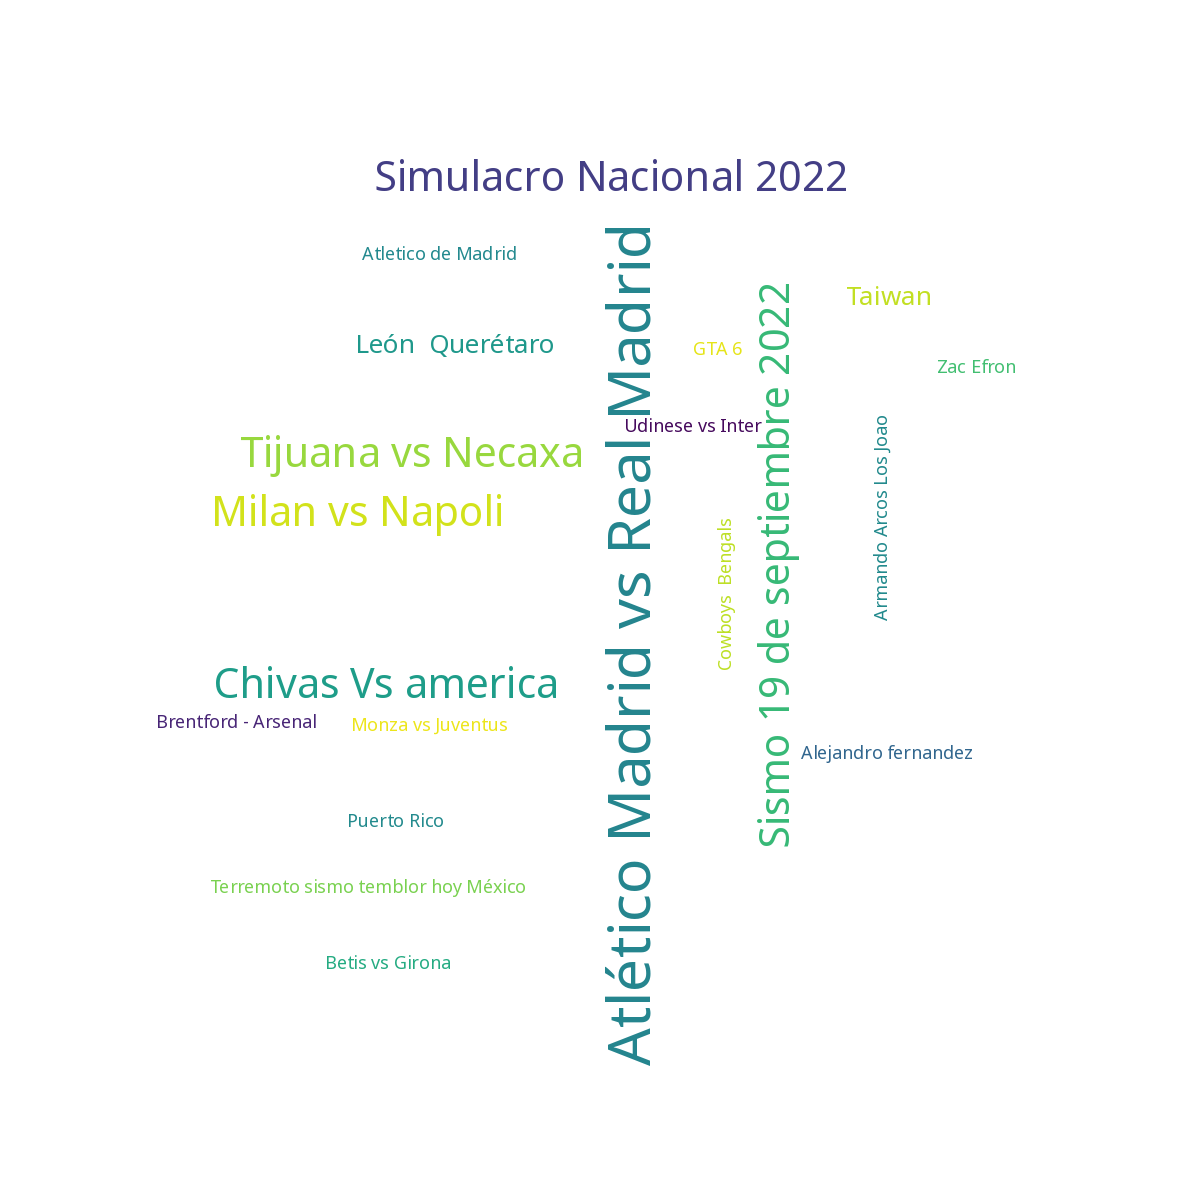 Simulacro Nacional 2022
Atletico de Madrid
Atlético Madrid vs Real Madrid
Sismo 19 de septiembre 2022
Taiwan
León  Querétaro
GTA 6
Zac Efron
Udinese vs Inter
Armando Arcos Los Joao
Tijuana vs Necaxa
Milan vs Napoli
Cowboys  Bengals
Chivas Vs america
Brentford - Arsenal
Monza vs Juventus
Alejandro fernandez
Puerto Rico
Terremoto sismo temblor hoy México
Betis vs Girona